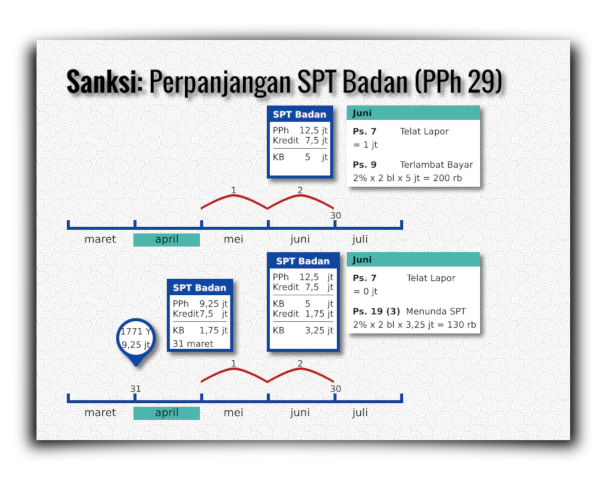 Sanksi: Perpanjangan SPT Badan (PPh 29)
SPT Badan
PPh 12,5 jt
Kredit 7,5 jt
KB 5 jt
Juni
Ps. 7 Telat Lapor
= 1 jt
Ps. 9 Terlambat Bayar
2% x 2 bl x 5 jt = 200 rb
1 2
30
maret april mei juni juli
SPT Badan
PPh 9,25 jt
Kredit 7,5 jt
KB 1,75 jt
31 maret
SPT Badan
PPh 12,5 jt
Kredit 7,5 jt
KB 5 jt
Kredit 1,75 jt
KB 3,25 jt
Juni
Ps. 7 Telat Lapor
= 0 jt
Ps. 19 (3) Menunda SPT
2% x 2 bl x 3,25 jt = 130 rb
1771 Y
9,25 jt
1 2
31 30
maret april mei juni juli